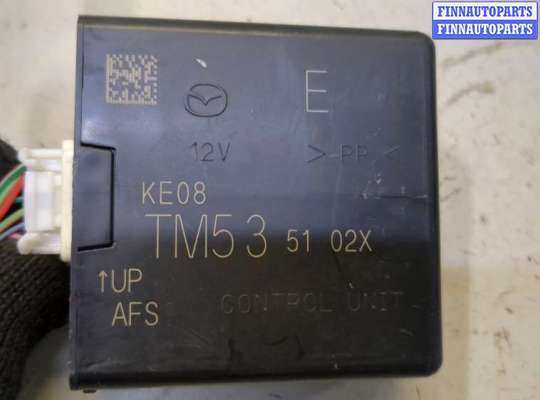 FINNAUTOPARTS
FINNAUTOPARTS
E
12V
>PP<
KE08
TM53 51 02X
↑UP
AFS
CONTROL UNIT